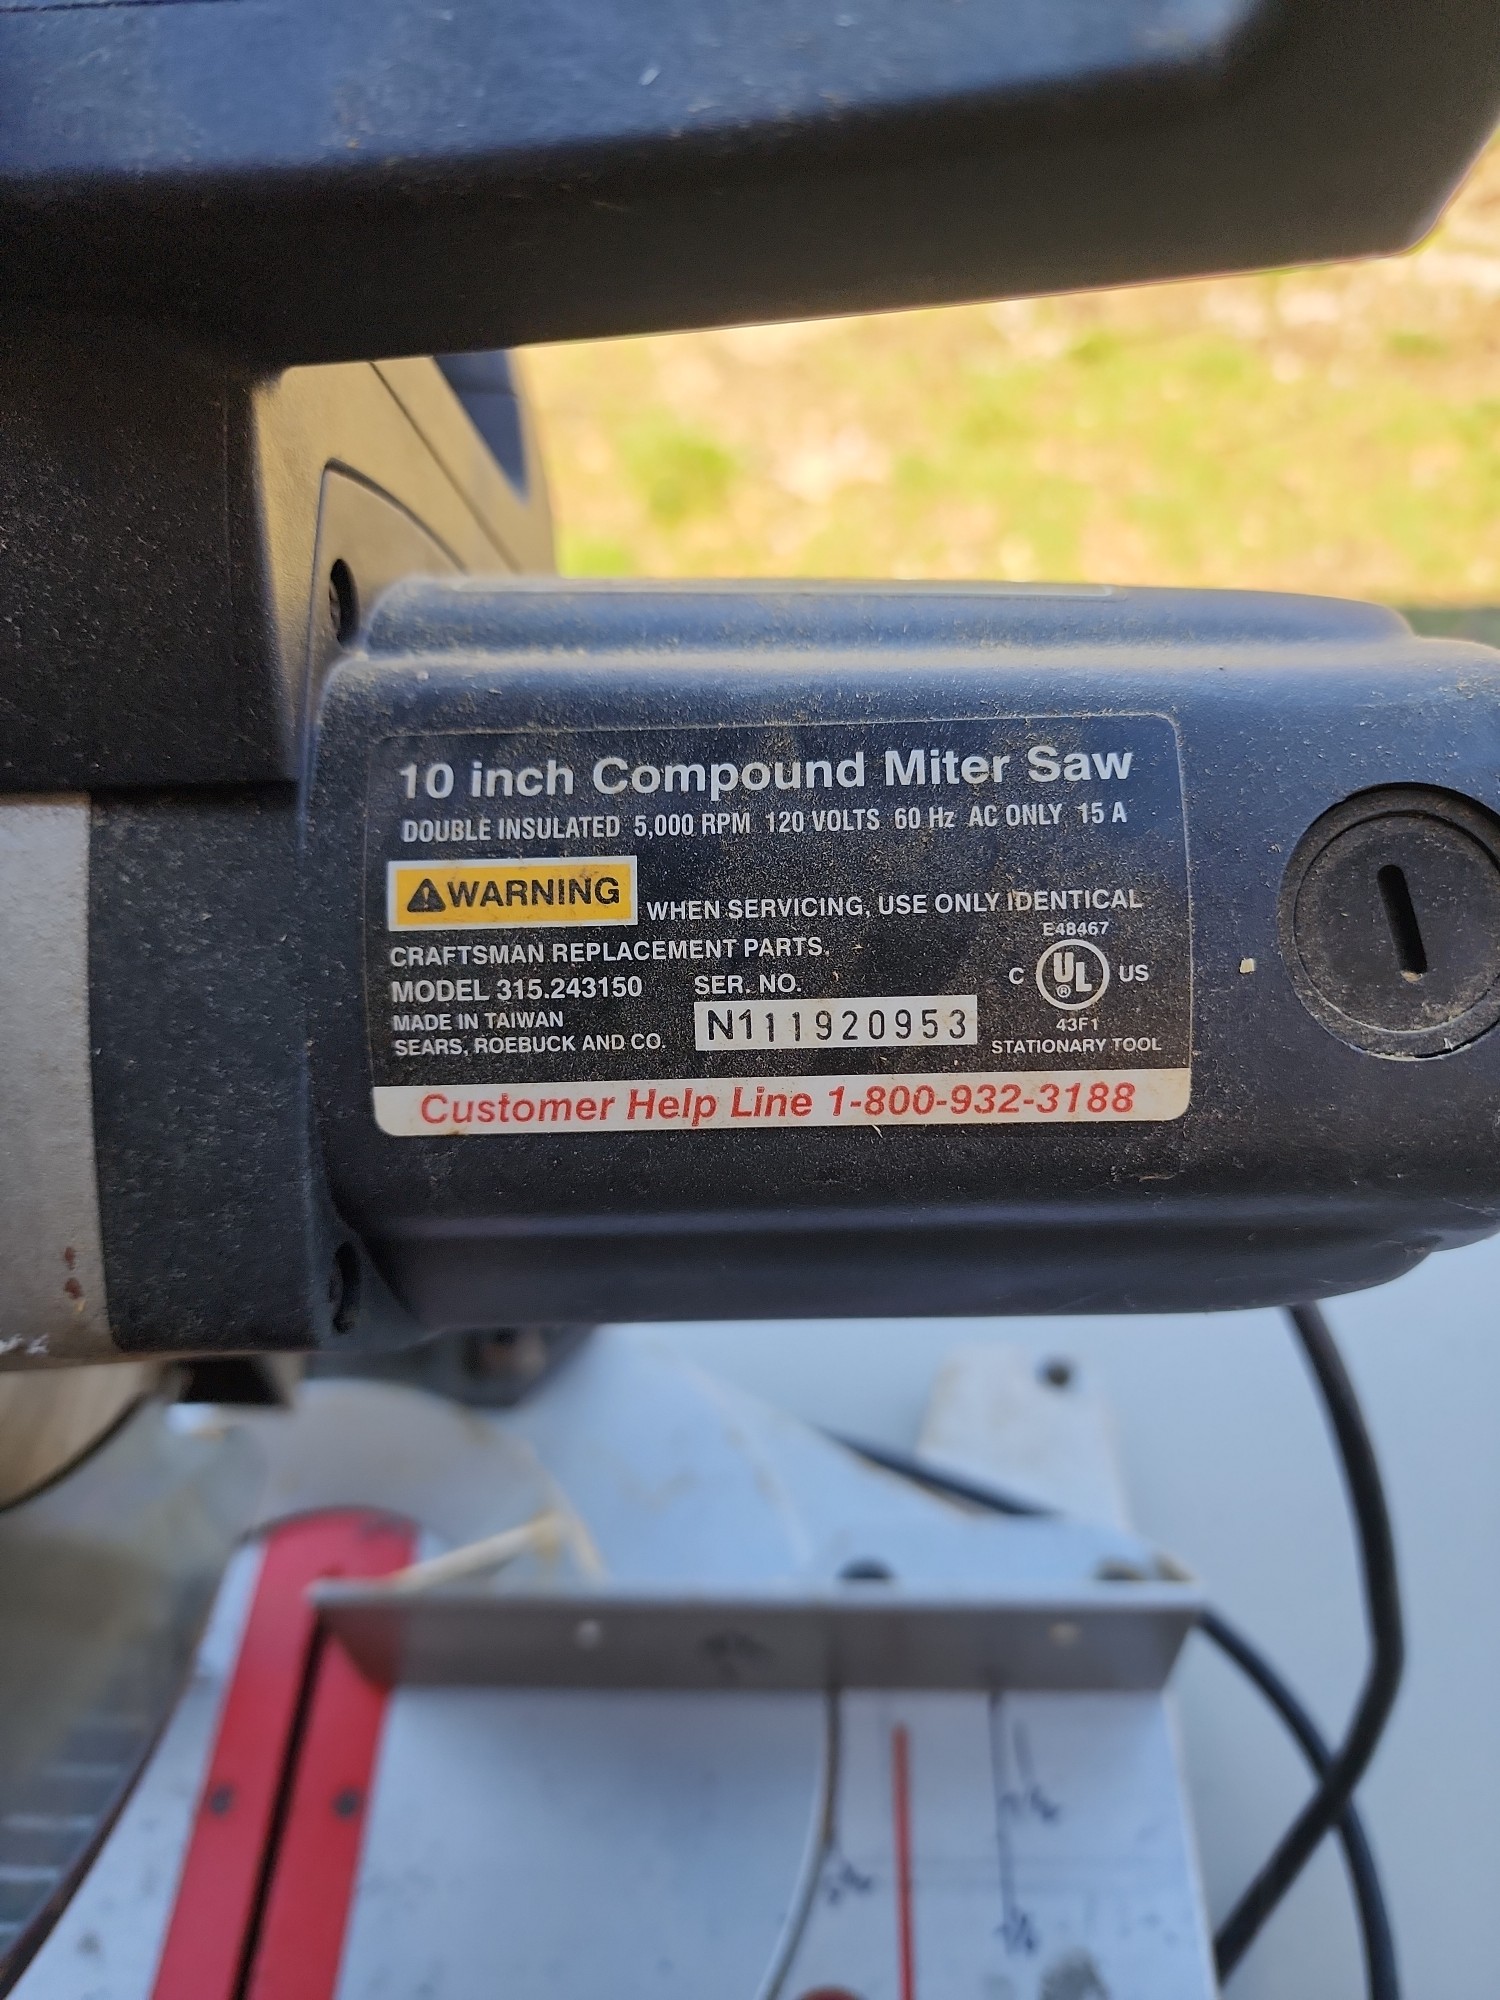 10 inch Compound Miter Saw
DOUBLE INSULATED 5,000 RPM 120 VOLTS 60 Hz AC ONLY 15 A
WARNING WHEN SERVICING, USE ONLY IDENTICAL
CRAFTSMAN REPLACEMENT PARTS.
MODEL 315.243150
MADE IN TAIWAN
SEARS, ROEBUCK AND CO.
SER. NO.
N111920953
E48467
C UL ® US
43F1
STATIONARY TOOL
Customer Help Line 1-800-932-3188